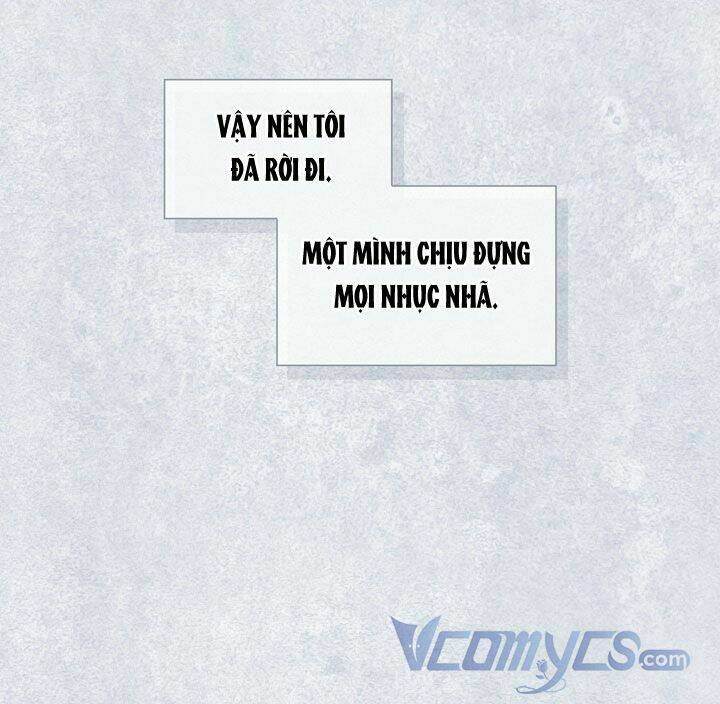 VẬY NÊN TÔI
ĐÃ RỜI ĐI.
MỘT MÌNH CHỊU ĐỰNG
MỌI NHỤC NHÃ.
VCOMYCS.com